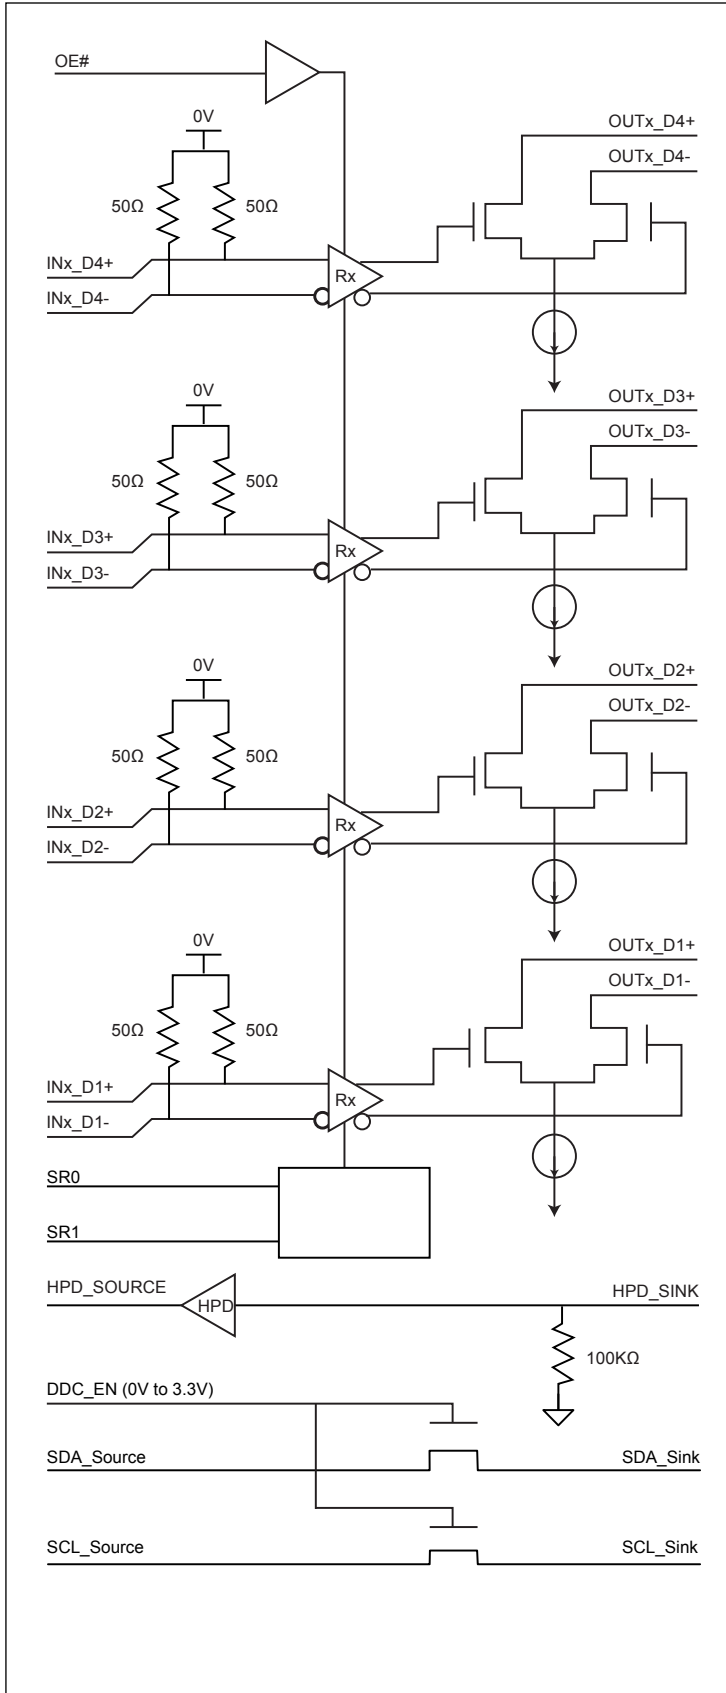 OE#
0V
OUTx_D4+
OUTx_D4-
50Ω 50Ω
INx_D4+
Rx
INx_D4-
0V
OUTx_D3+
OUTx_D3-
50Ω 50Ω
INx_D3+
Rx
INx_D3-
0V
OUTx_D2+
OUTx_D2-
50Ω 50Ω
INx_D2+
Rx
INx_D2-
0V
OUTx_D1+
OUTx_D1-
50Ω 50Ω
INx_D1+
Rx
INx_D1-
SR0
SR1
HPD_SOURCE HPD HPD_SINK
100KΩ
DDC_EN (0V to 3.3V)
SDA_Source SDA_Sink
SCL_Source SCL_Sink